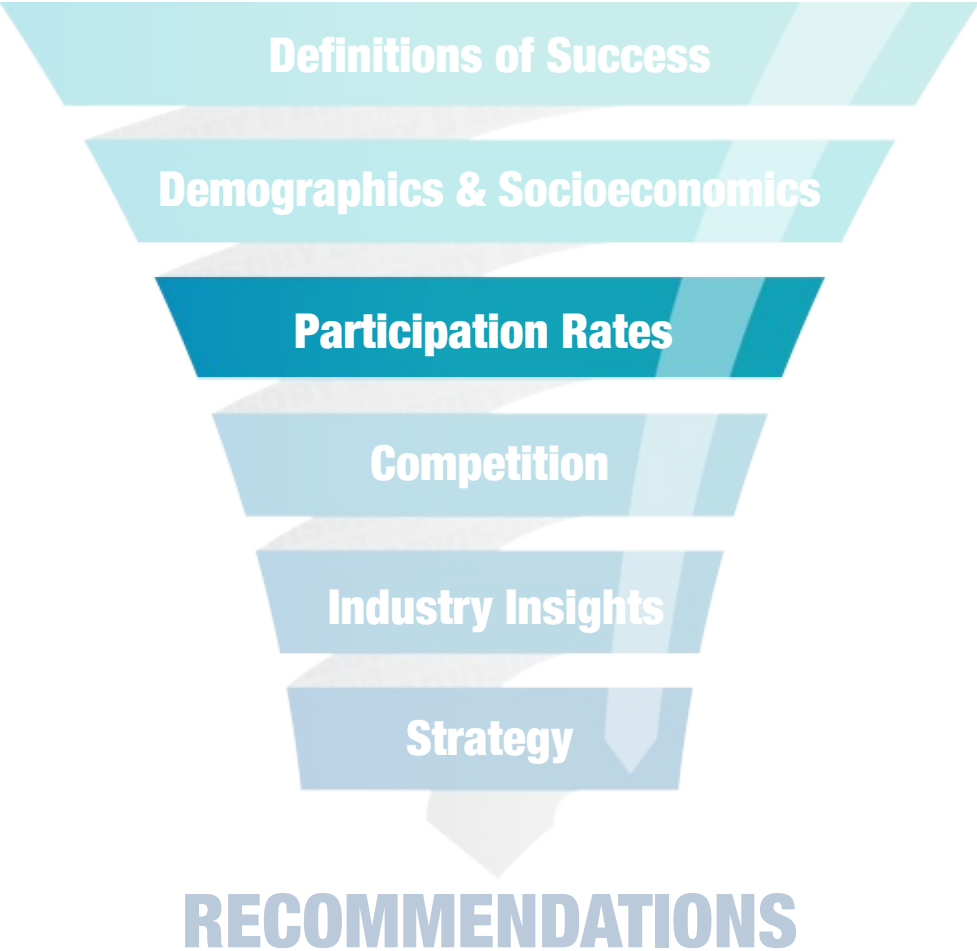 Definitions of Success
Demographics & Socioeconomics
Participation Rates
Competition
Industry Insights
Strategy
RECOMMENDATIONS